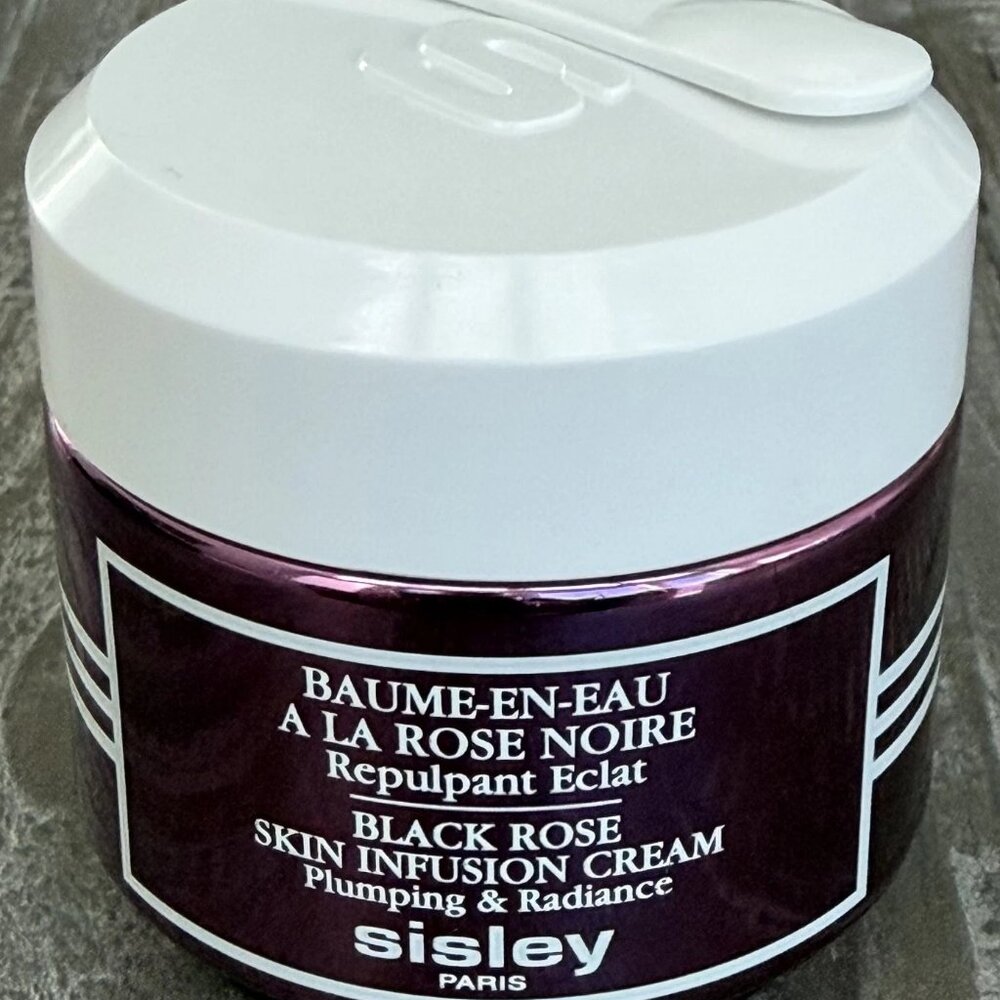 S
BAUME-EN-EAU
A LA ROSE NOIRE
Repulpant Eclat
BLACK ROSE
SKIN INFUSION CREAM
Plumping & Radiance
sisley
PARIS